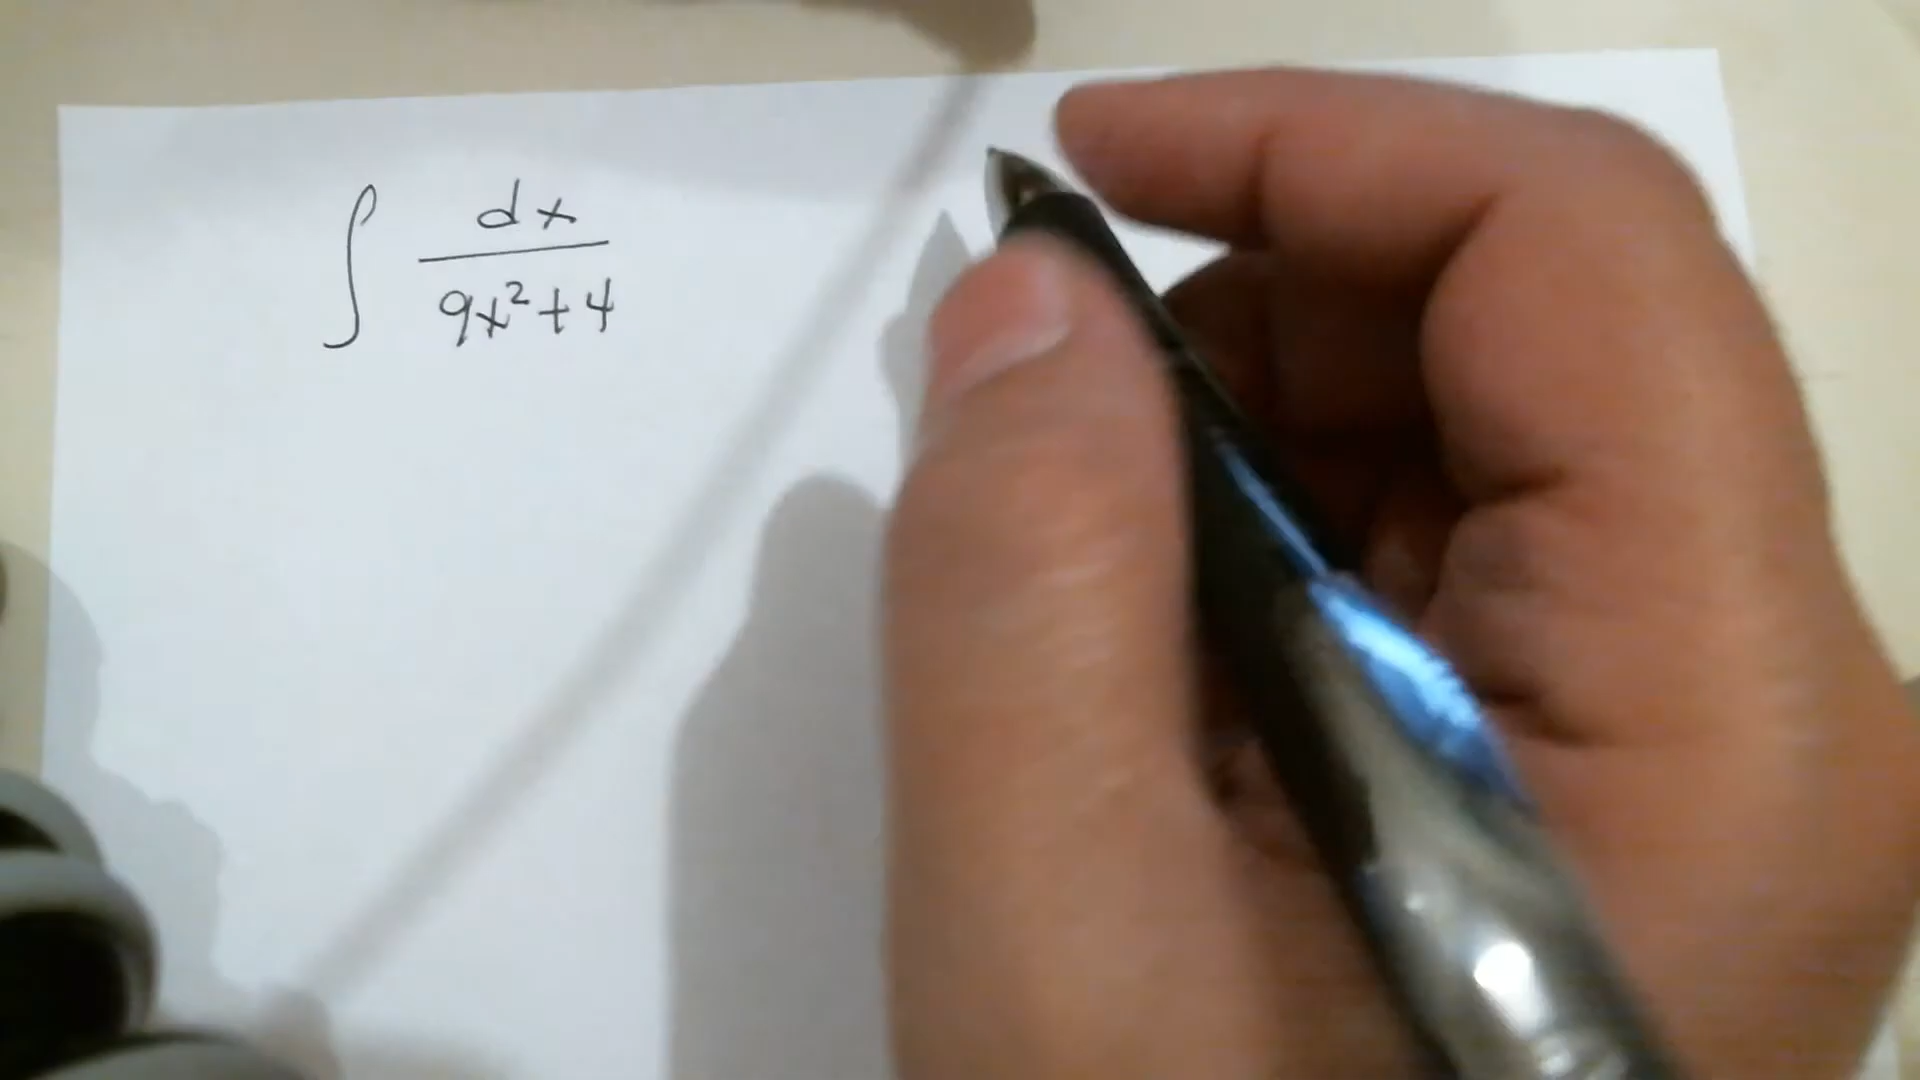 ∫ dx / 9x²+4